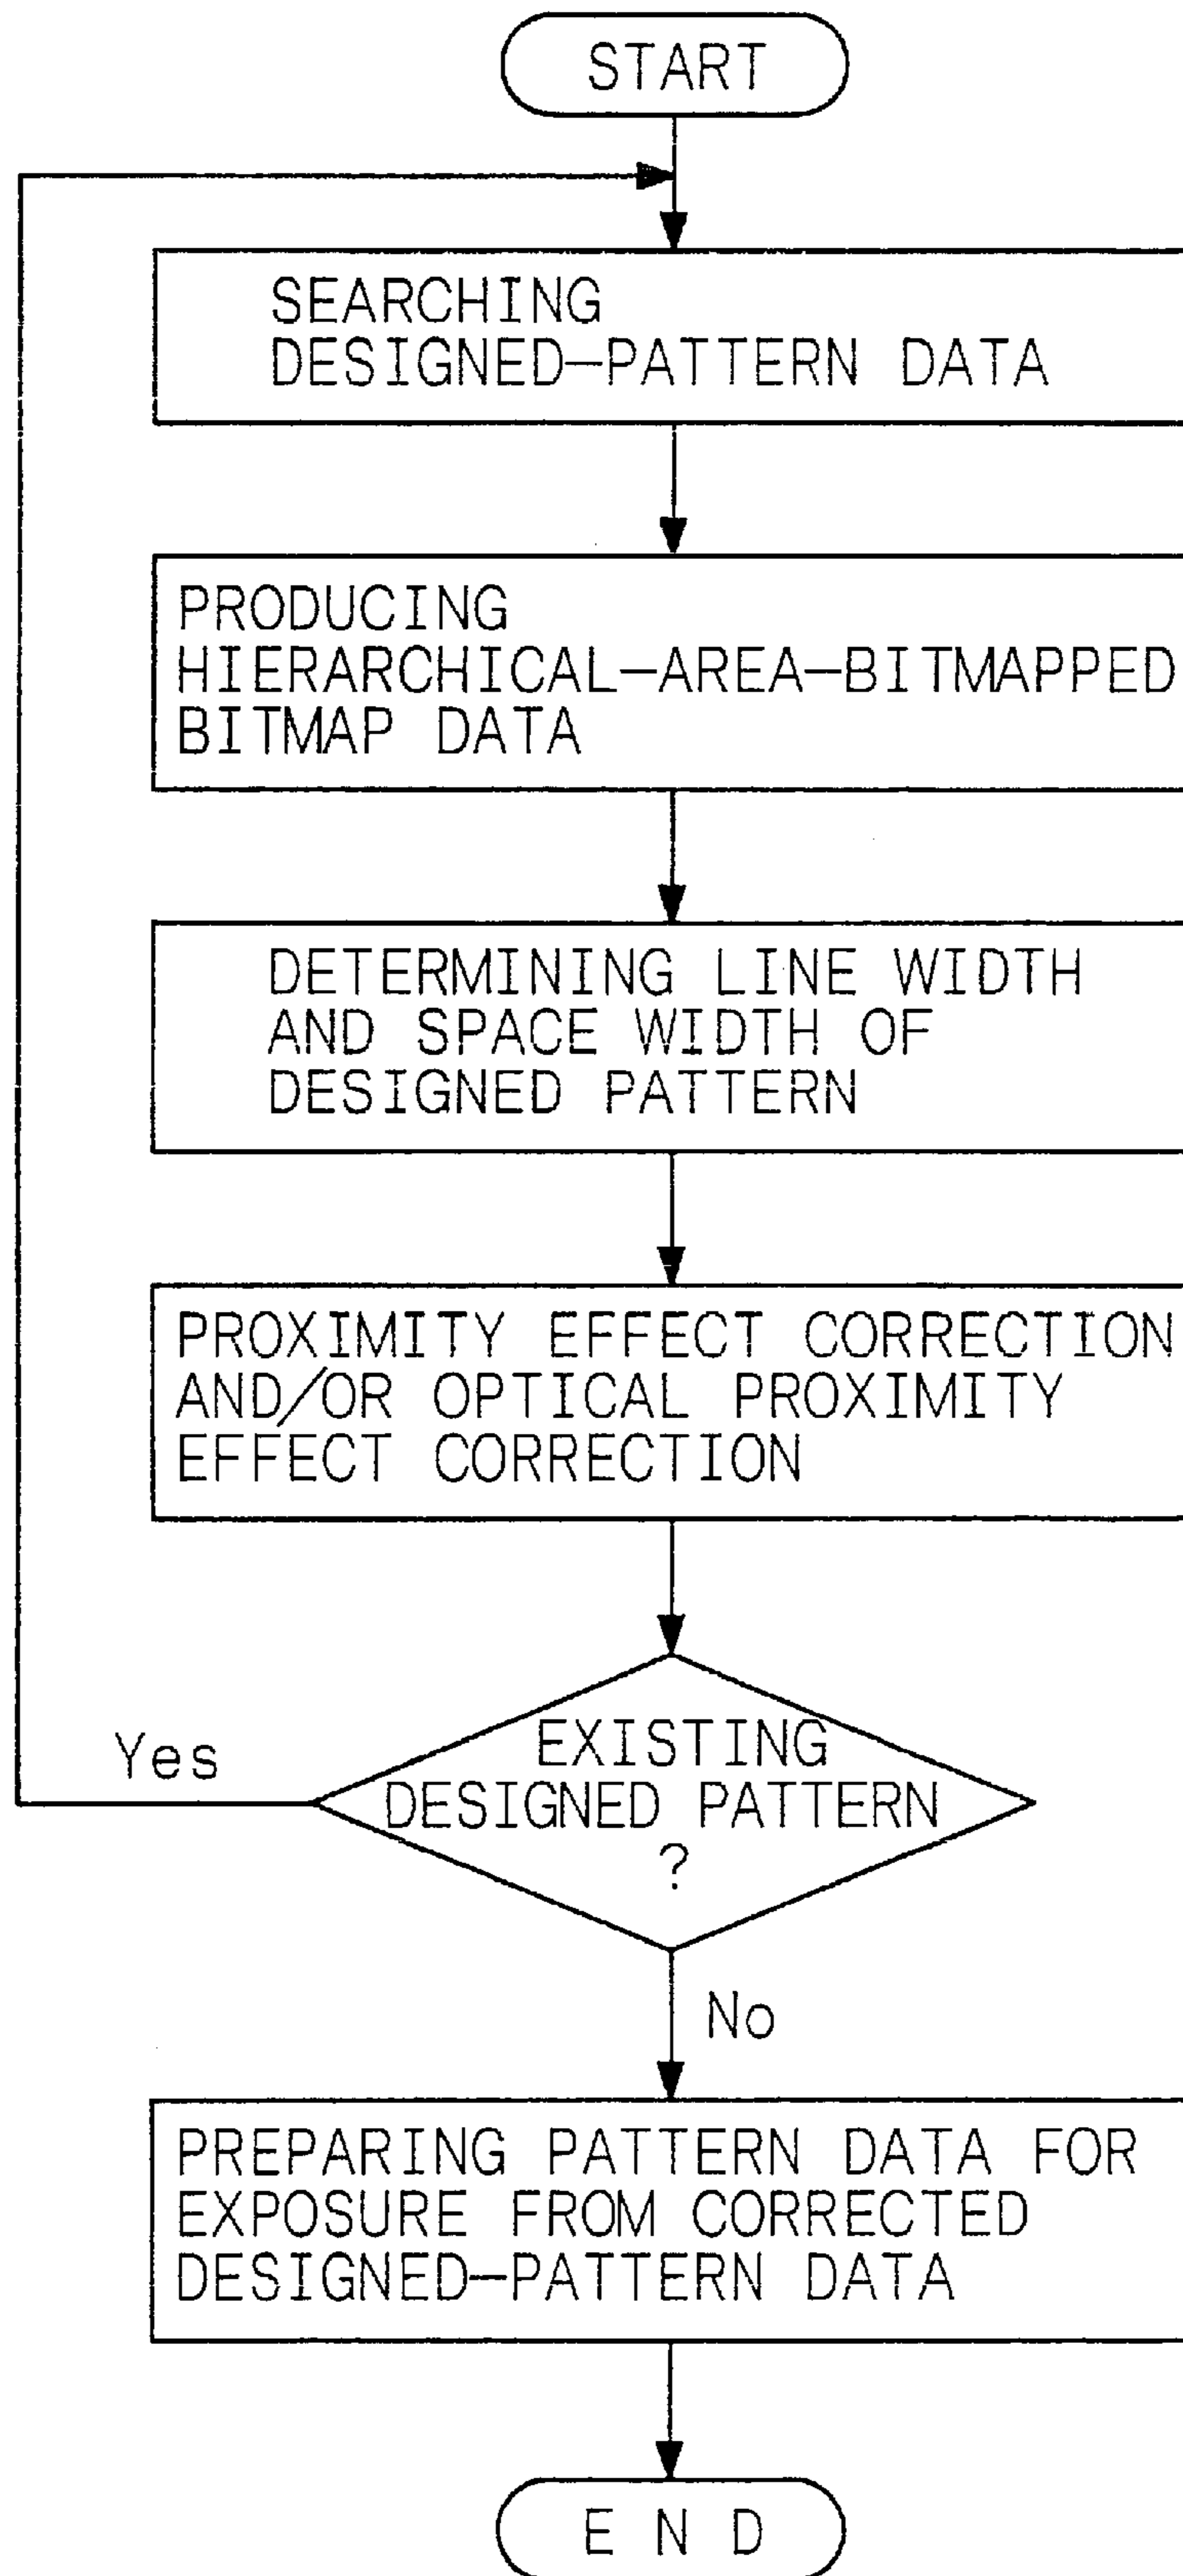 START
SEARCHING
DESIGNED-PATTERN DATA
PRODUCING
HIERARCHICAL-AREA-BITMAPPED
BITMAP DATA
DETERMINING LINE WIDTH
AND SPACE WIDTH OF
DESIGNED PATTERN
PROXIMITY EFFECT CORRECTION
AND/OR OPTICAL PROXIMITY
EFFECT CORRECTION
EXISTING
DESIGNED PATTERN
?
Yes
No
PREPARING PATTERN DATA FOR
EXPOSURE FROM CORRECTED
DESIGNED-PATTERN DATA
E N D